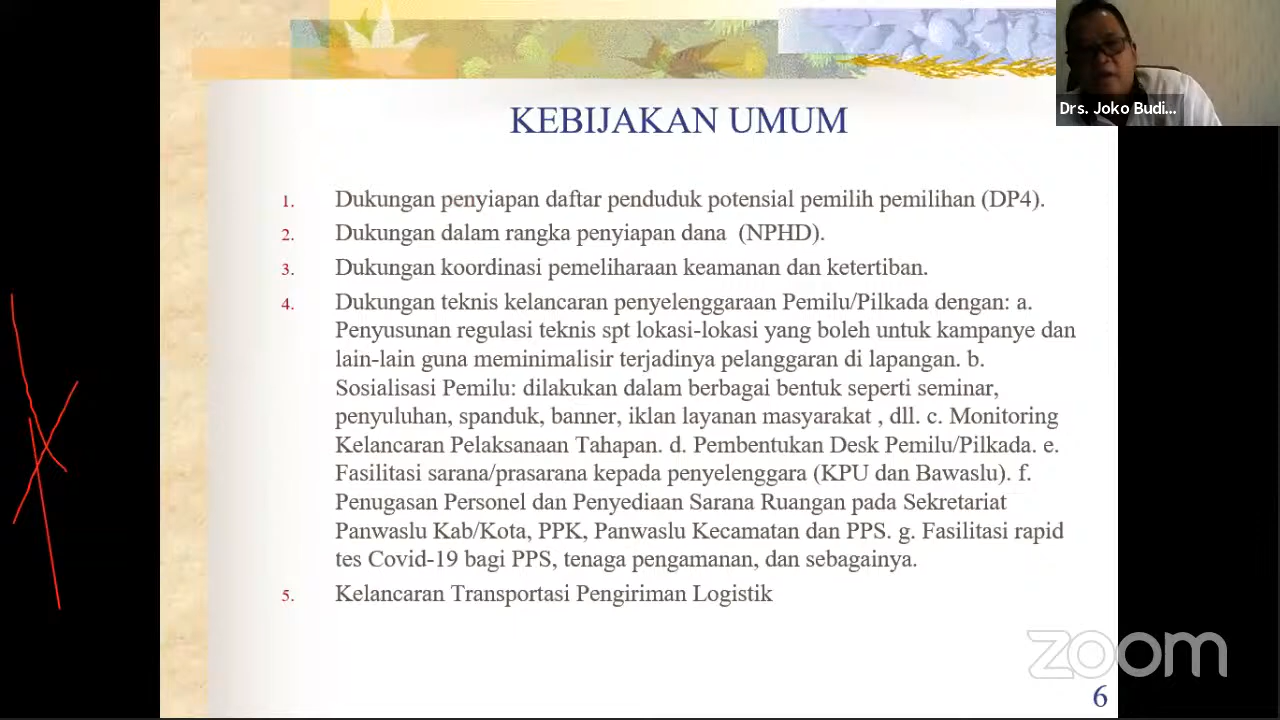 KEBIJAKAN UMUM
Drs. Joko Budi...
1. Dukungan penyiapan daftar penduduk potensial pemilih pemilihan (DP4).
2. Dukungan dalam rangka penyiapan dana (NPHD).
3. Dukungan koordinasi pemeliharaan keamanan dan ketertiban.
4. Dukungan teknis kelancaran penyelenggaraan Pemilu/Pilkada dengan: a.
Penyusunan regulasi teknis spt lokasi-lokasi yang boleh untuk kampanye dan
lain-lain guna meminimalisir terjadinya pelanggaran di lapangan. b.
Sosialisasi Pemilu: dilakukan dalam berbagai bentuk seperti seminar,
penyuluhan, spanduk, banner, iklan layanan masyarakat , dll. c. Monitoring
Kelancaran Pelaksanaan Tahapan. d. Pembentukan Desk Pemilu/Pilkada. e.
Fasilitasi sarana/prasarana kepada penyelenggara (KPU dan Bawaslu). f.
Penugasan Personel dan Penyediaan Sarana Ruangan pada Sekretariat
Panwaslu Kab/Kota, PPK, Panwaslu Kecamatan dan PPS. g. Fasilitasi rapid
tes Covid-19 bagi PPS, tenaga pengamanan, dan sebagainya.
5. Kelancaran Transportasi Pengiriman Logistik
zoom
6